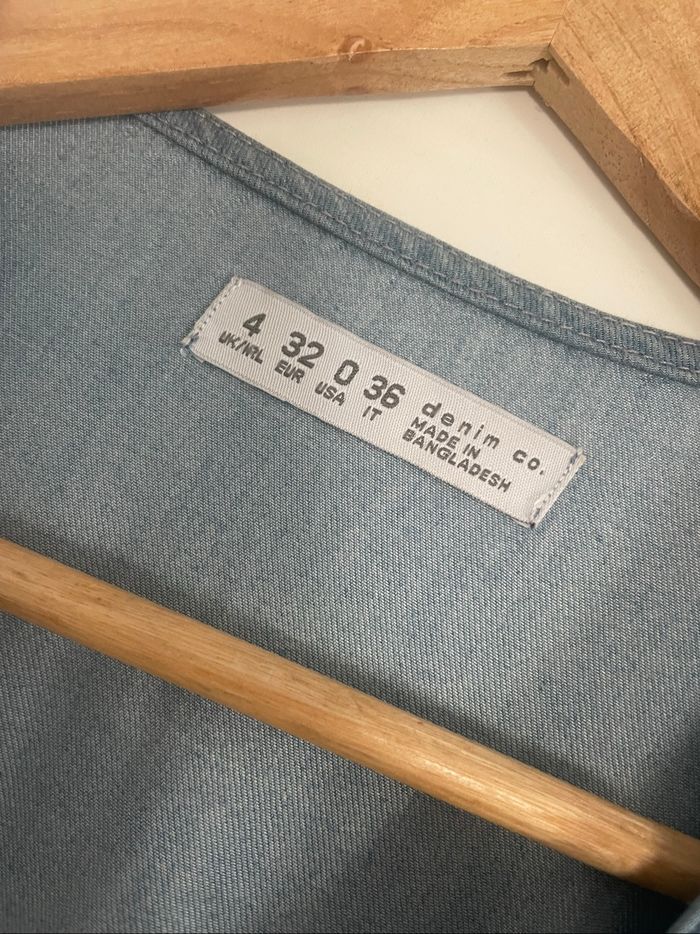 4 32 0 36
UK/NRL EUR USA IT
denim co.
MADE IN
BANGLADESH